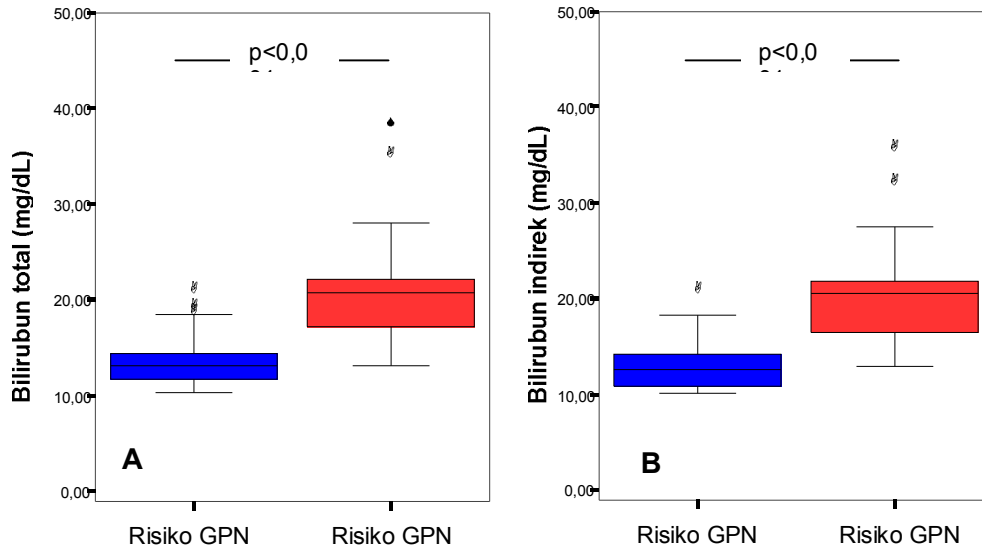 50,00
40,00
30,00
20,00
10,00
0,00
Bilirubun total (mg/dL)
p<0,0
A
Risiko GPN
Risiko GPN
50,00
40,00
30,00
20,00
10,00
0,00
Bilirubun indirek (mg/dL)
p<0,0
B
Risiko GPN
Risiko GPN